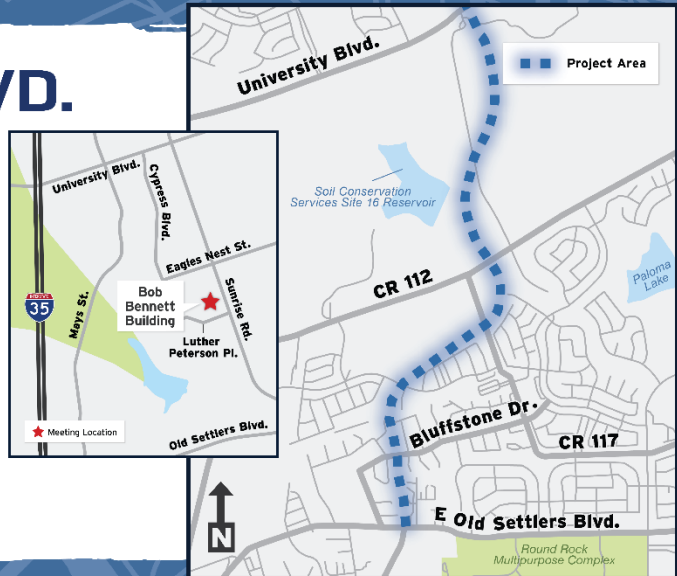 VD.
University Blvd.
Project Area
Soil Conservation
Services Site 16 Reservoir
CR 112
Paloma
Lake
Bluffstone Dr.
CR 117
E Old Settlers Blvd.
Round Rock
Multipurpose Complex
N
University Blvd.
Cypress Blvd.
Eagles Nest St.
Mays St.
Sunrise Rd.
35
Bob
Bennett
Building
Luther
Peterson Pl.
Meeting Location
Old Settlers Blvd.